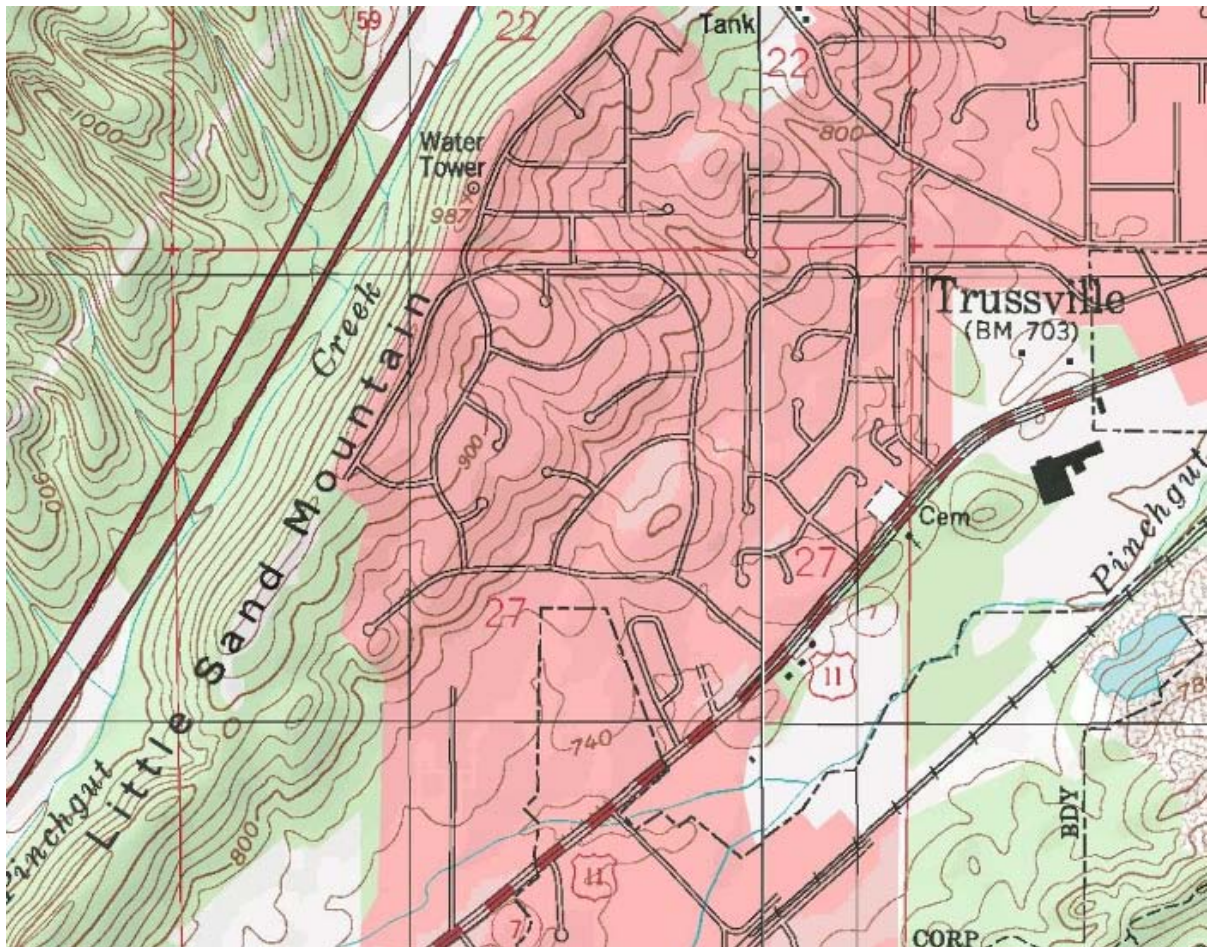 59
22
Tank
22
1000
800
Water
Tower
987
Creek
Trussville
(BM 703)
900
900
Cem
Pinchgut
27
27
Little Sand Mountain
11
740
Pinchgut
800
BDY
11
7
7
CORP